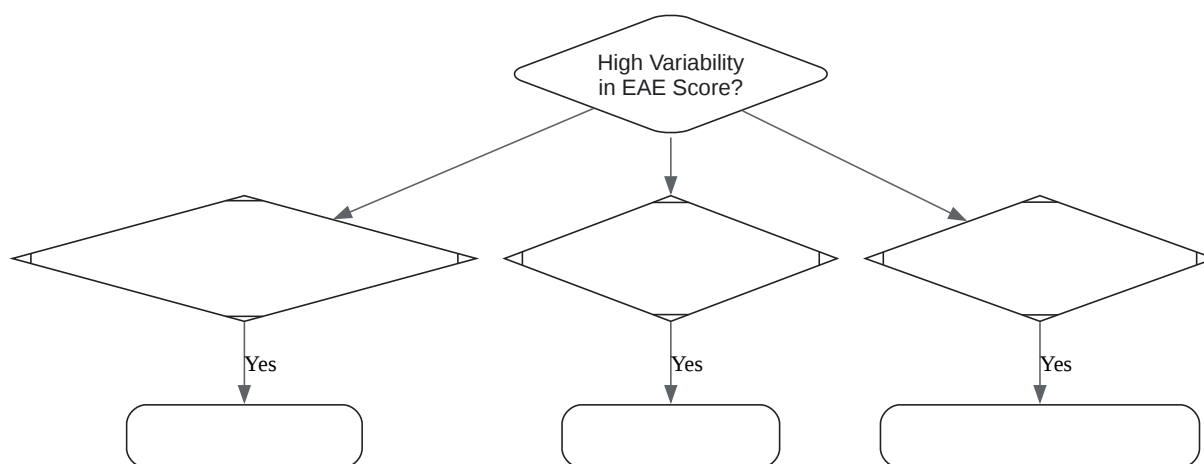 High Variability
in EAE Score?
Yes
Yes
Yes